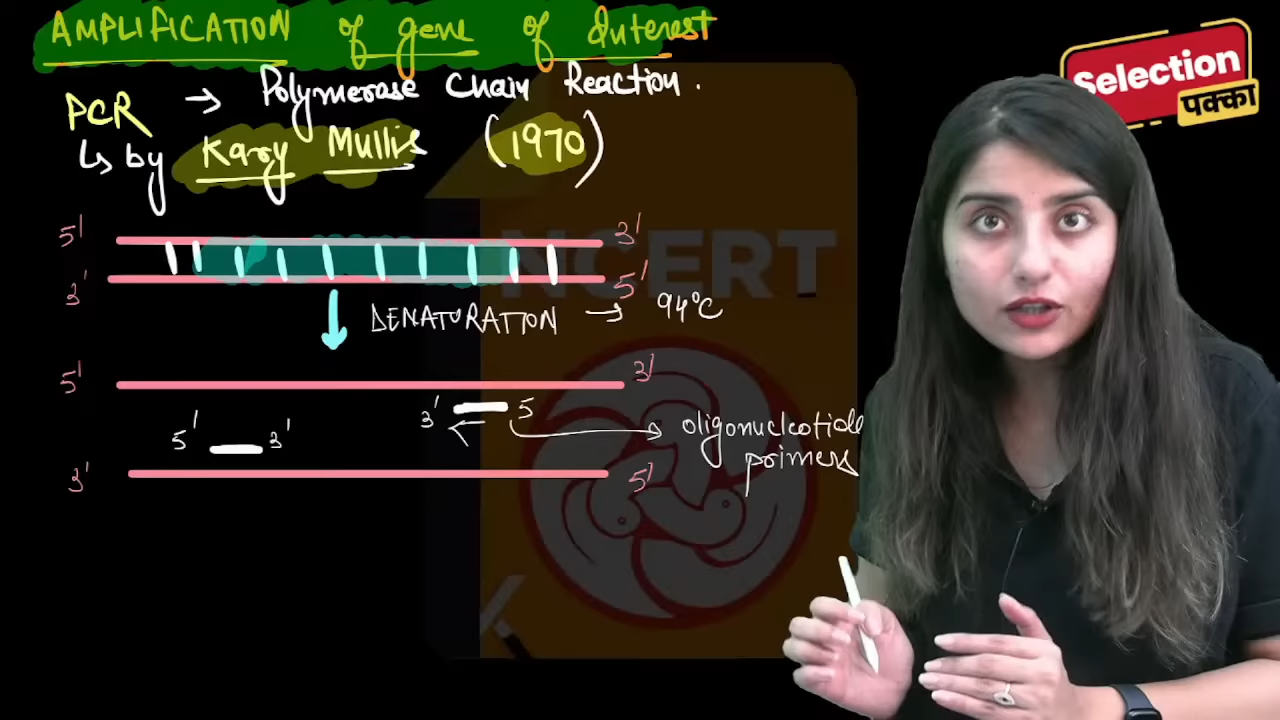 AMPLIFICATION of gene of interest
PCR → Polymerase Chain Reaction.
↳ by Kary Mullis (1970)
Selection
पक्का
5' 3'
3' 5'
NCERT
DENATURATION → 94°C
5' 3'
3' 5
5' 3'
oligonucleotide
primers
3' 5'